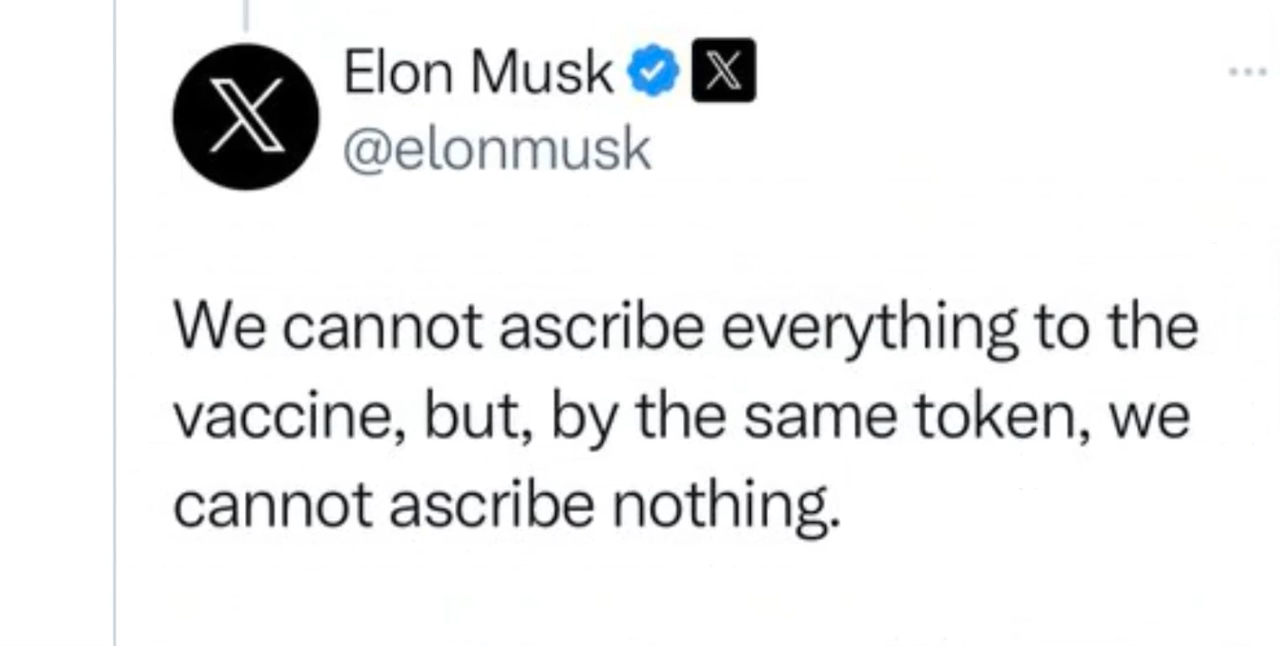 Elon Musk
@elonmusk
We cannot ascribe everything to the
vaccine, but, by the same token, we
cannot ascribe nothing.